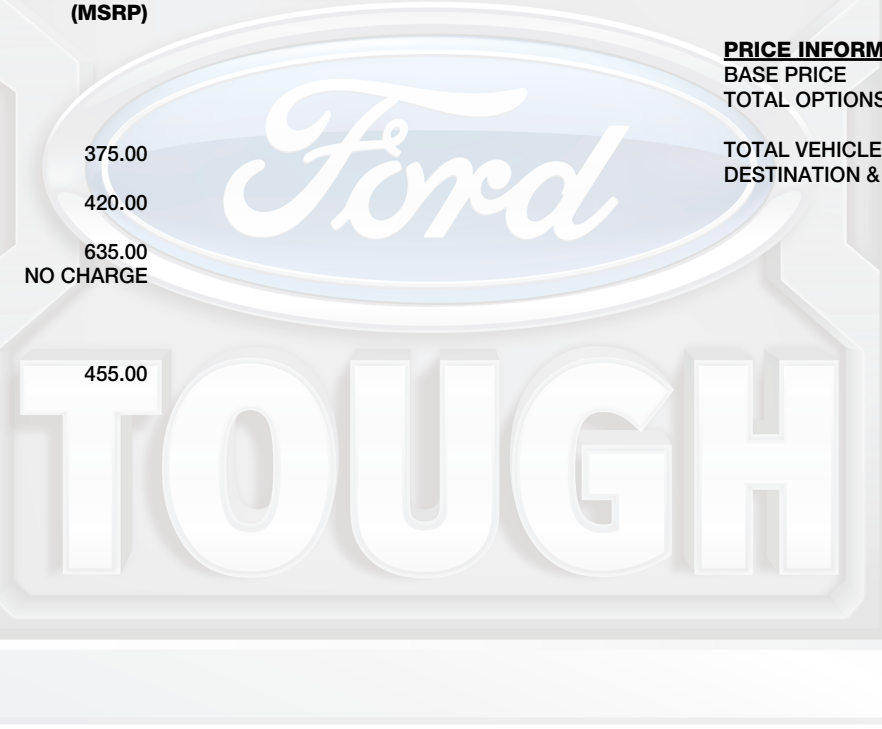 (MSRP)
375.00
420.00
635.00
NO CHARGE
455.00
PRICE INFORM
BASE PRICE
TOTAL OPTIONS
TOTAL VEHICLE
DESTINATION &
Ford
TOUGH